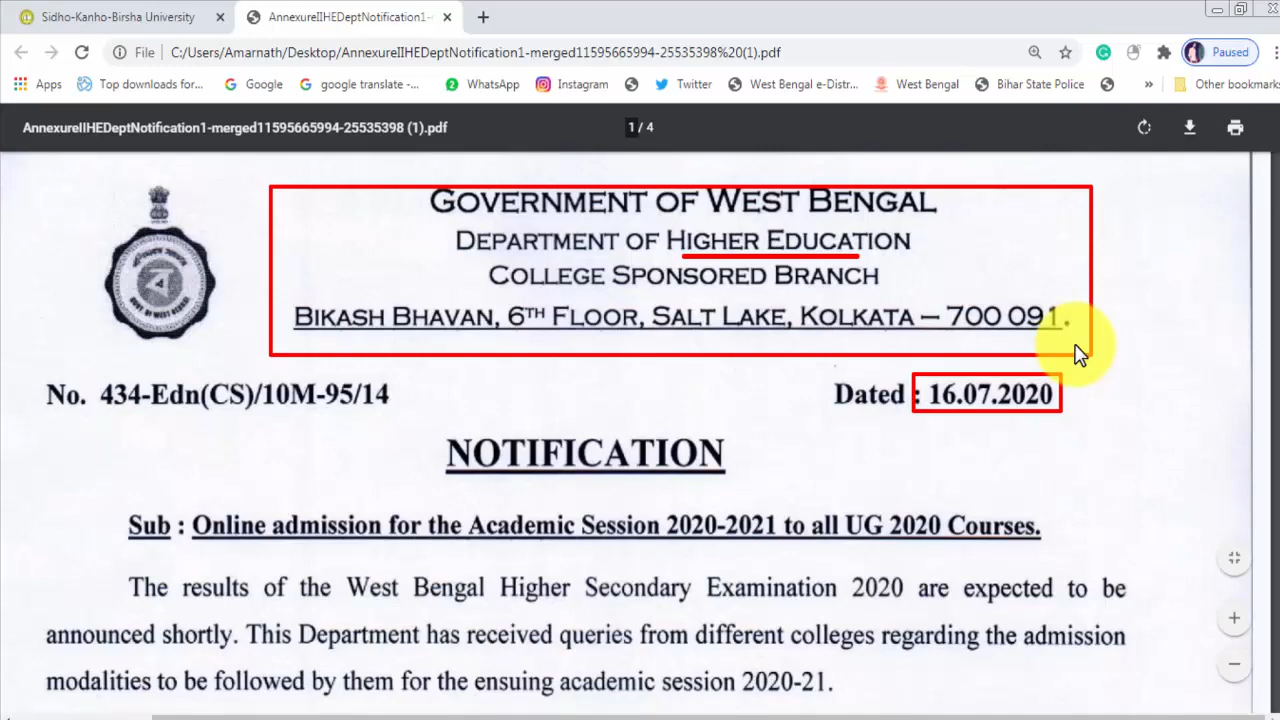 Sidho-Kanho-Birsha University
AnnexureIIHEDeptNotification1-
File C:/Users/Amarnath/Desktop/AnnexureIIHEDeptNotification1-merged11595665994-25535398%20(1).pdf
Paused
Apps Top downloads for... Google google translate -... WhatsApp Instagram Twitter West Bengal e-Distr... West Bengal Bihar State Police » Other bookmark
AnnexureIIHEDeptNotification1-merged11595665994-25535398 (1).pdf 1 / 4
GOVERNMENT OF WEST BENGAL
DEPARTMENT OF HIGHER EDUCATION
COLLEGE SPONSORED BRANCH
BIKASH BHAVAN, 6TH FLOOR, SALT LAKE, KOLKATA – 700 091.
No. 434-Edn(CS)/10M-95/14 Dated : 16.07.2020
NOTIFICATION
Sub : Online admission for the Academic Session 2020-2021 to all UG 2020 Courses.
The results of the West Bengal Higher Secondary Examination 2020 are expected to be
announced shortly. This Department has received queries from different colleges regarding the admission
modalities to be followed by them for the ensuing academic session 2020-21.